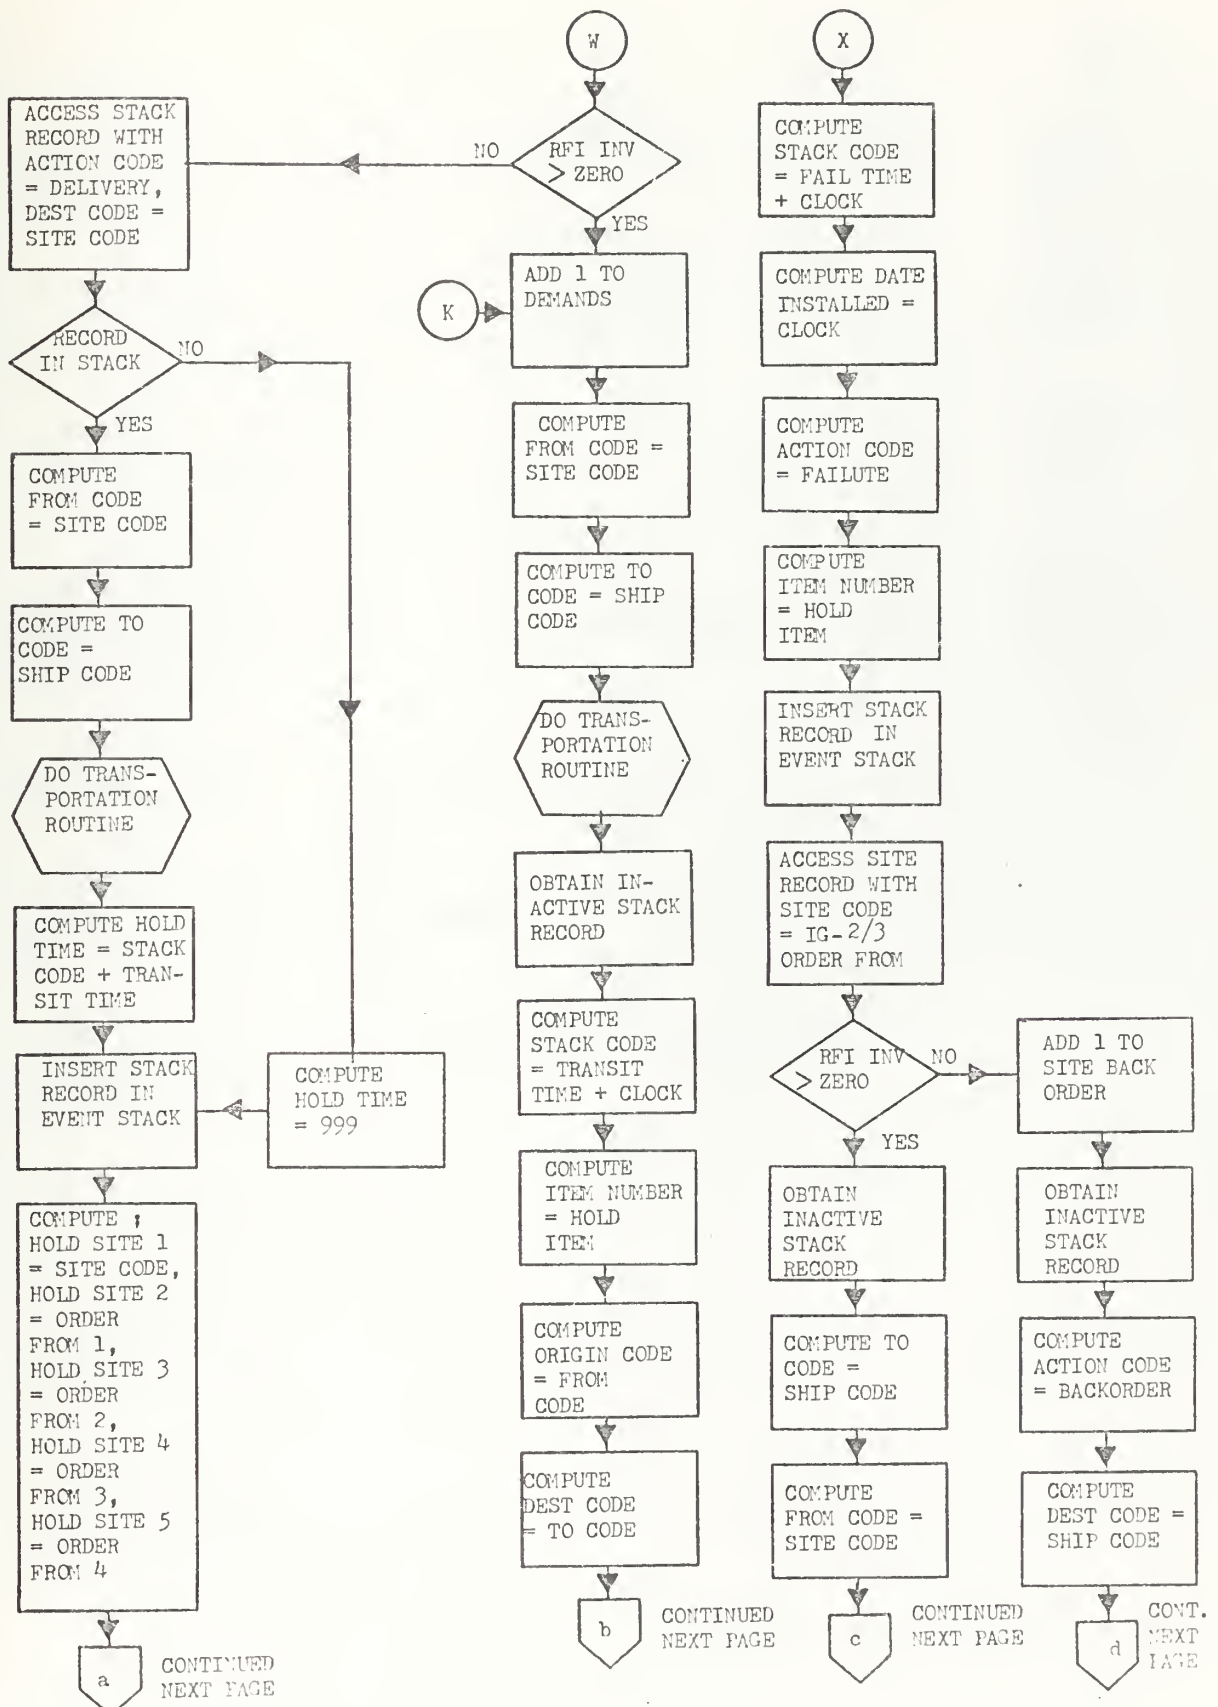 W
X
ACCESS STACK
RECORD WITH
ACTION CODE
= DELIVERY,
DEST CODE =
SITE CODE
NO
RFI INV
> ZERO
YES
COMPUTE
STACK CODE
= FAIL TIME
+ CLOCK
RECORD
IN STACK
NO
YES
K
ADD 1 TO
DEMANDS
COMPUTE DATE
INSTALLED =
CLOCK
COMPUTE
FROM CODE
= SITE CODE
COMPUTE
FROM CODE =
SITE CODE
COMPUTE
ACTION CODE
= FAILUTE
COMPUTE TO
CODE =
SHIP CODE
COMPUTE TO
CODE = SHIP
CODE
COMPUTE
ITEM NUMBER
= HOLD
ITEM
DO TRANS-
PORTATION
ROUTINE
DO TRANS-
PORTATION
ROUTINE
INSERT STACK
RECORD IN
EVENT STACK
COMPUTE HOLD
TIME = STACK
CODE + TRAN-
SIT TIME
OBTAIN IN-
ACTIVE STACK
RECORD
ACCESS SITE
RECORD WITH
SITE CODE
= IG-2/3
ORDER FROM
INSERT STACK
RECORD IN
EVENT STACK
COMPUTE
HOLD TIME
= 999
COMPUTE
STACK CODE
= TRANSIT
TIME + CLOCK
RFI INV
> ZERO
NO
YES
ADD 1 TO
SITE BACK
ORDER
COMPUTE ;
HOLD SITE 1
= SITE CODE,
HOLD SITE 2
= ORDER
FROM 1,
HOLD SITE 3
= ORDER
FROM 2,
HOLD SITE 4
= ORDER
FROM 3,
HOLD SITE 5
= ORDER
FROM 4
COMPUTE
ITEM NUMBER
= HOLD
ITEM
OBTAIN
INACTIVE
STACK
RECORD
OBTAIN
INACTIVE
STACK
RECORD
COMPUTE
ORIGIN CODE
= FROM
CODE
COMPUTE TO
CODE =
SHIP CODE
COMPUTE
ACTION CODE
= BACKORDER
COMPUTE
DEST CODE
= TO CODE
COMPUTE
FROM CODE =
SITE CODE
COMPUTE
DEST CODE =
SHIP CODE
a
CONTINUED
NEXT PAGE
b
CONTINUED
NEXT PAGE
c
CONTINUED
NEXT PAGE
d
CONT.
NEXT
PAGE